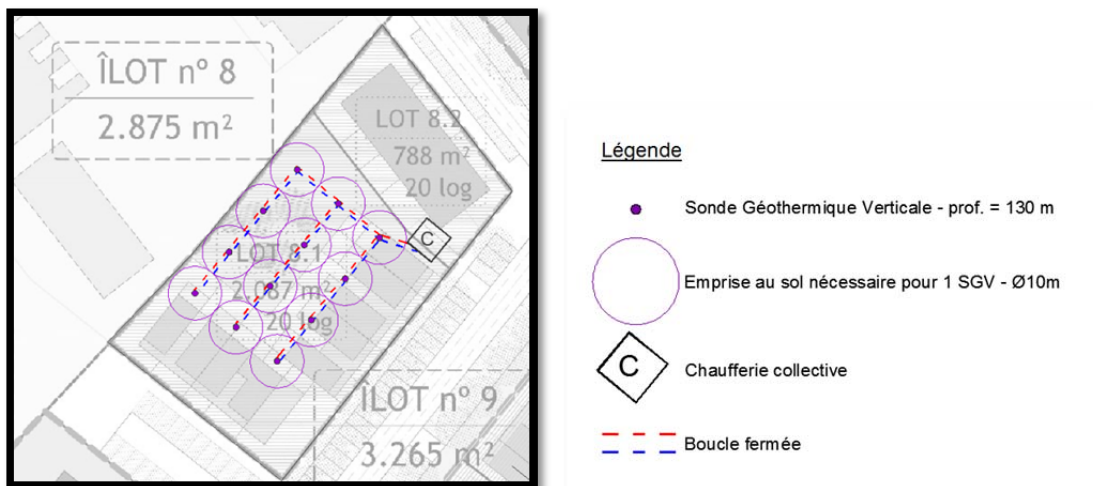 ÎLOT nº 8
2.875 m²
LOT 8.2
788 m²
20 log
C
LOT 8.1
2.087 m²
20 log
ÎLOT nº 9
3.265 m²
Légende
Sonde Géothermique Verticale - prof. = 130 m
Emprise au sol nécessaire pour 1 SGV - Ø10m
C
Chaufferie collective
Boucle fermée